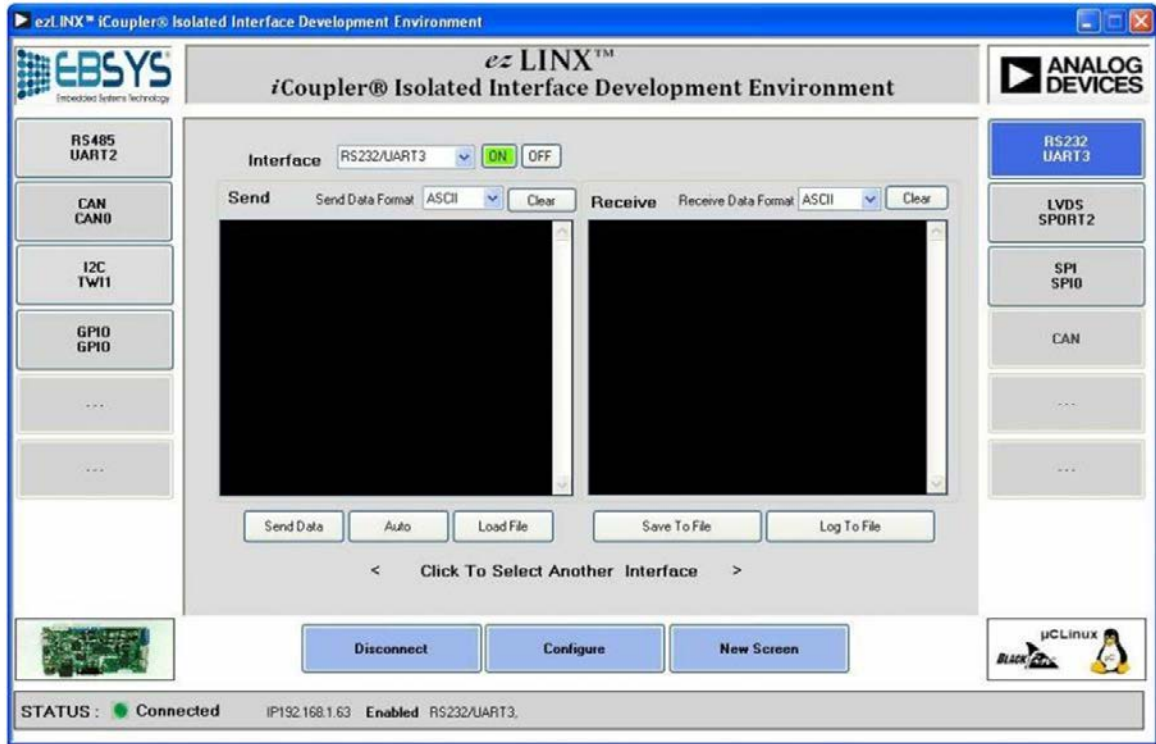 ezLINX™ iCoupler® Isolated Interface Development Environment
EBSYS
Embedded Systems Technology
ez LINX™
iCoupler® Isolated Interface Development Environment
ANALOG
DEVICES
RS485
UART2
CAN
CAN0
I2C
TWI1
GPIO
GPIO
...
...
Interface RS232/UART3 ON OFF
Send Send Data Format ASCII Clear
Receive Receive Data Format ASCII Clear
Send Data Auto Load File
Save To File Log To File
< Click To Select Another Interface >
RS232
UART3
LVDS
SPORT2
SPI
SPI0
CAN
...
...
Disconnect Configure New Screen
µCLinux
BLACKfin
STATUS : Connected IP192.168.1.63 Enabled RS232/UART3,